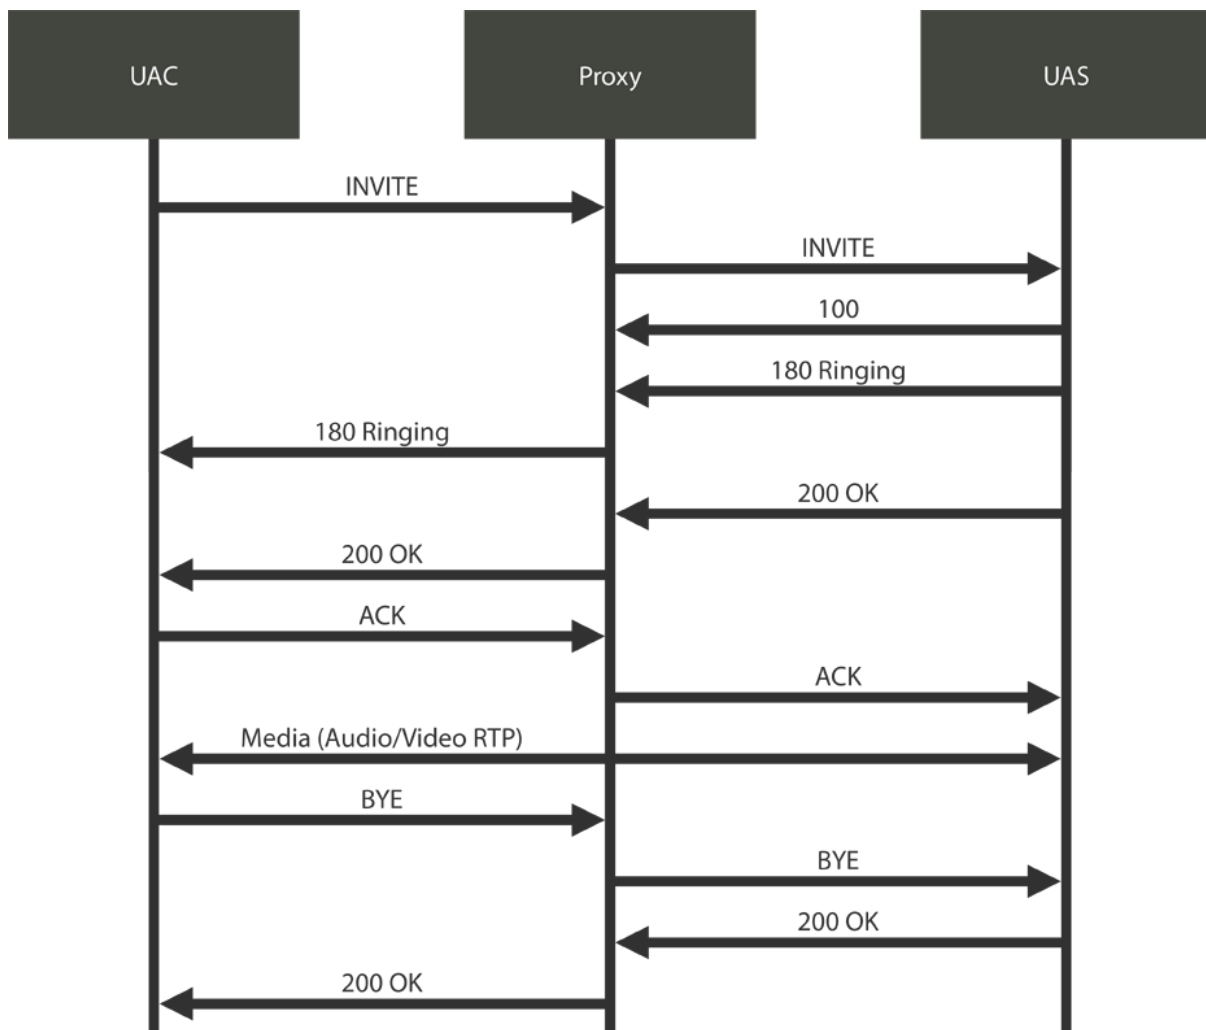 UAC
Proxy
UAS
INVITE
INVITE
100
180 Ringing
180 Ringing
200 OK
200 OK
ACK
ACK
Media (Audio/Video RTP)
BYE
BYE
200 OK
200 OK